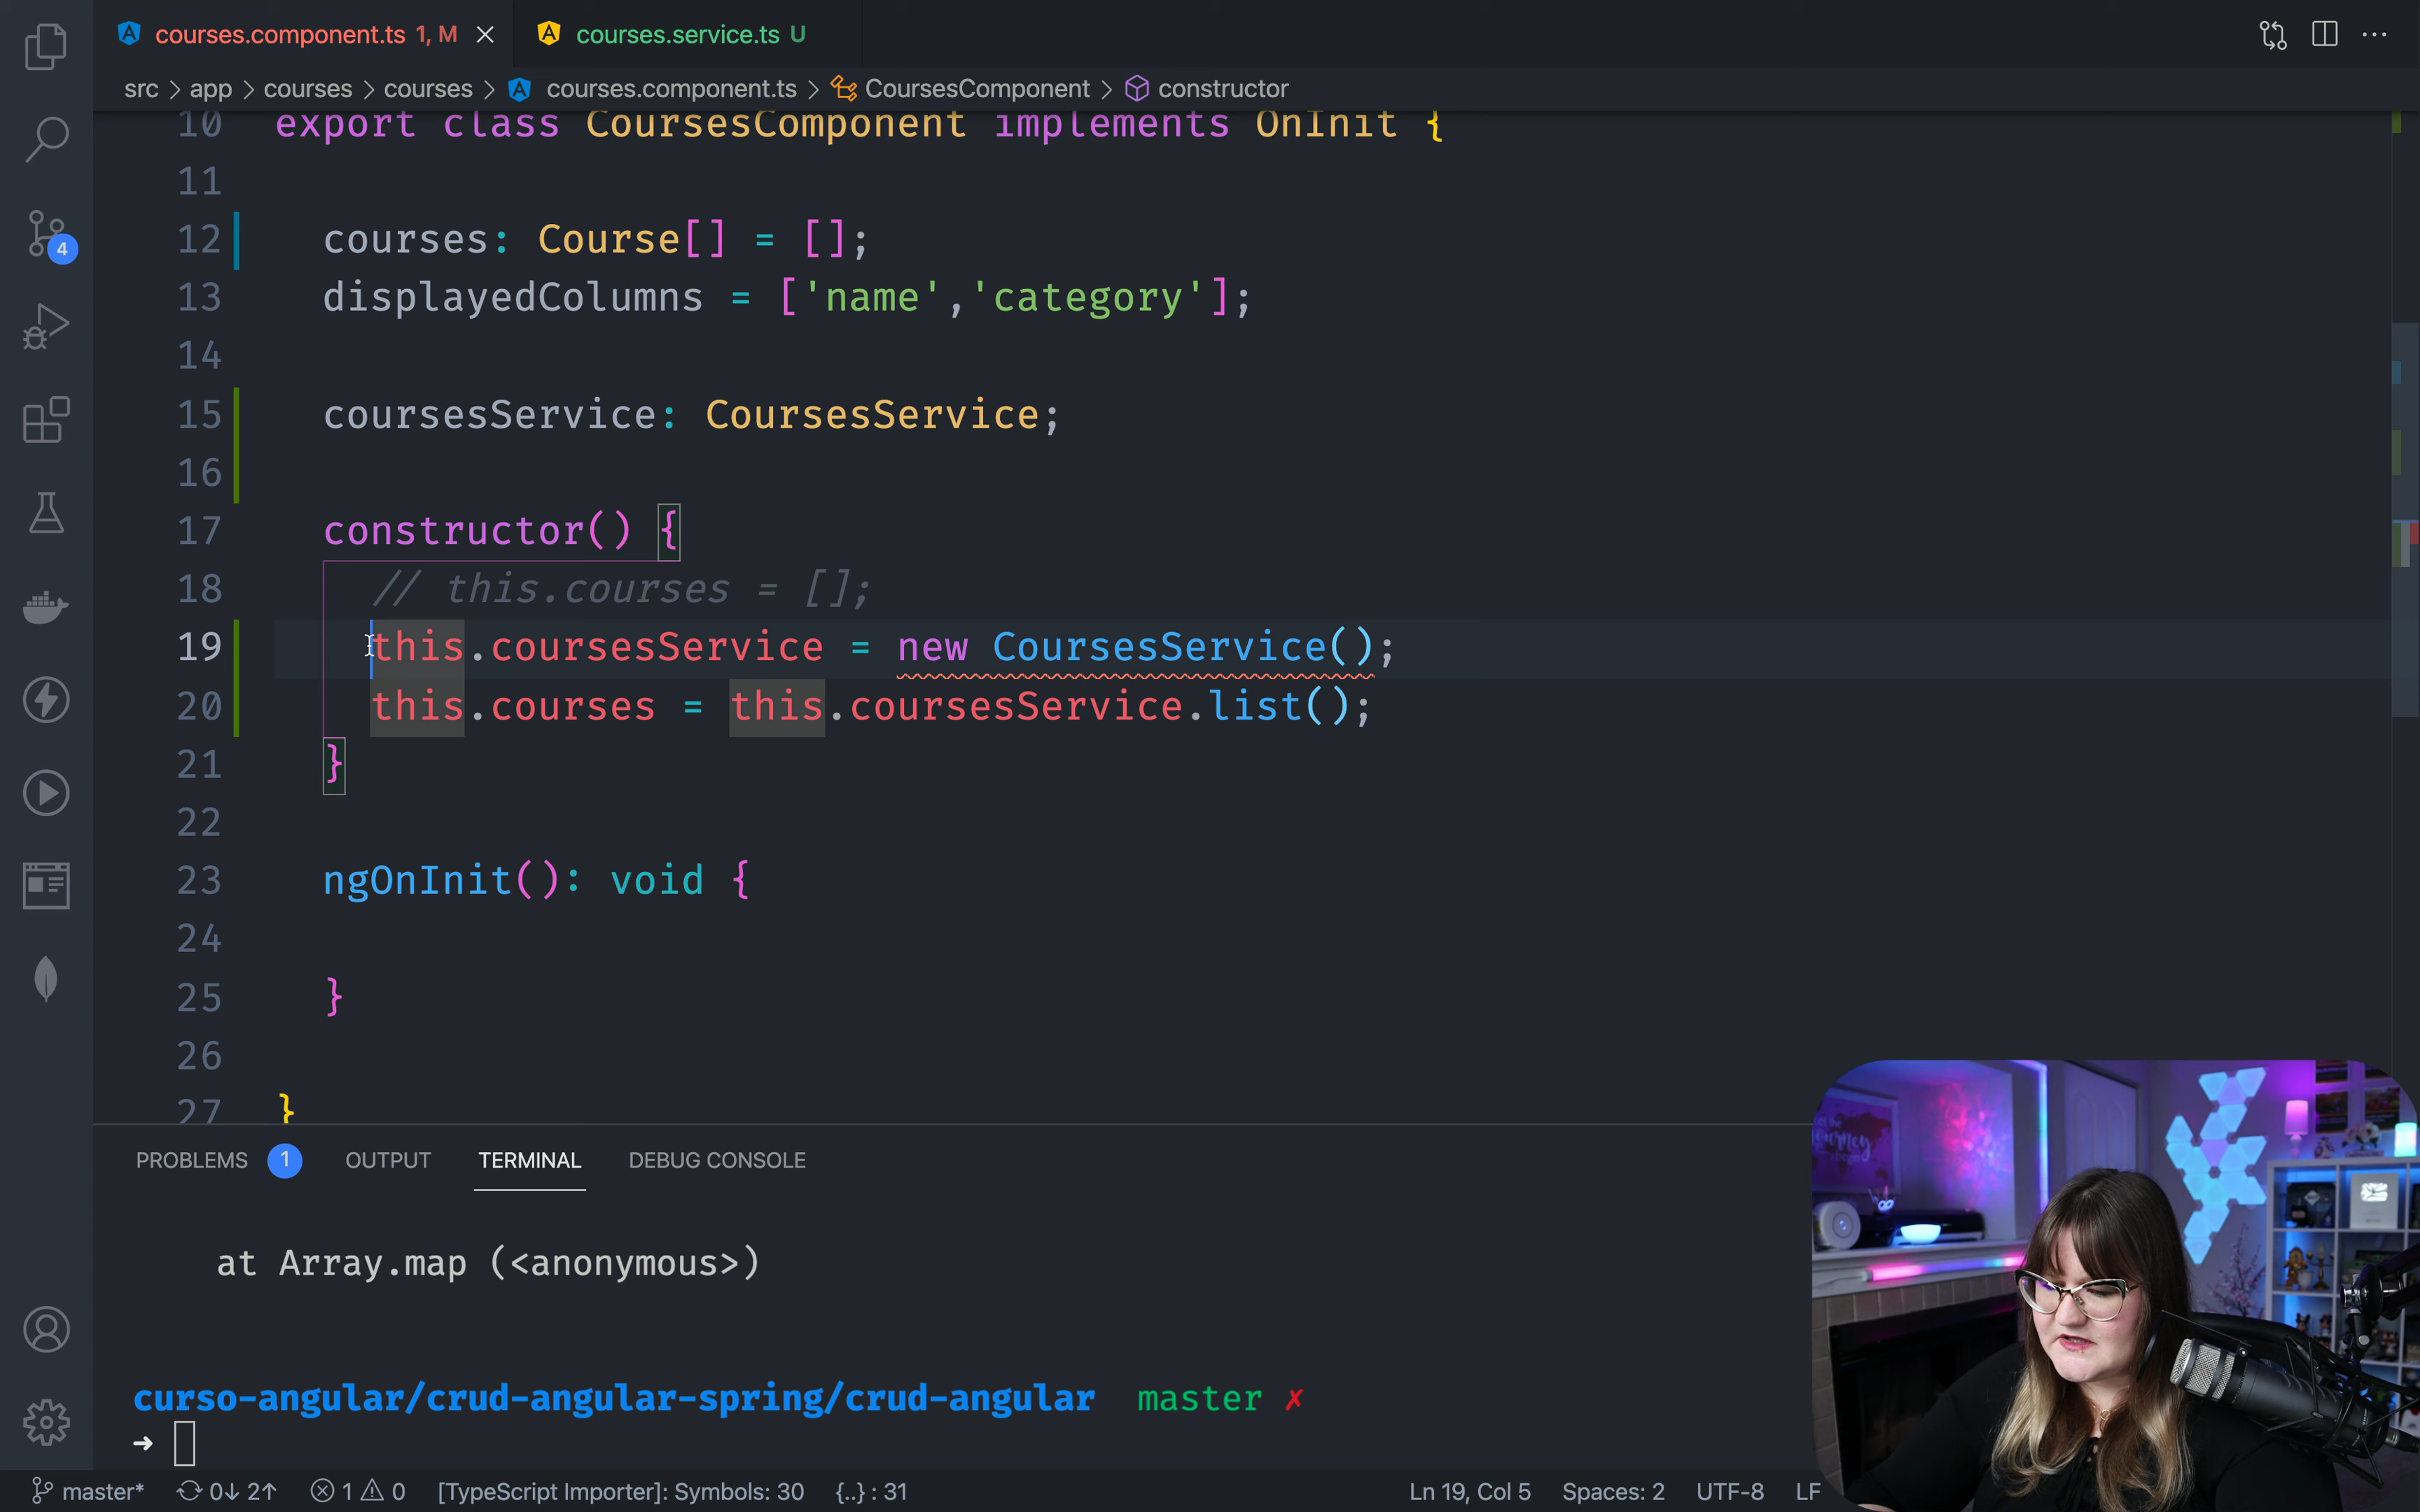 courses.component.ts 1, M
courses.service.ts U
src > app > courses > courses > courses.component.ts > CoursesComponent > constructor
10 export class CoursesComponent implements OnInit {
11
12 courses: Course[] = [];
13 displayedColumns = ['name','category'];
14
15 coursesService: CoursesService;
16
17 constructor() {
18 // this.courses = [];
19 this.coursesService = new CoursesService();
20 this.courses = this.coursesService.list();
21 }
22
23 ngOnInit(): void {
24
25 }
26
27 }
4
PROBLEMS 1 OUTPUT TERMINAL DEBUG CONSOLE
at Array.map (<anonymous>)
curso-angular/crud-angular-spring/crud-angular master ✗
➜
master* 0↓ 2↑ 1 0 [TypeScript Importer]: Symbols: 30 {..} : 31 Ln 19, Col 5 Spaces: 2 UTF-8 LF